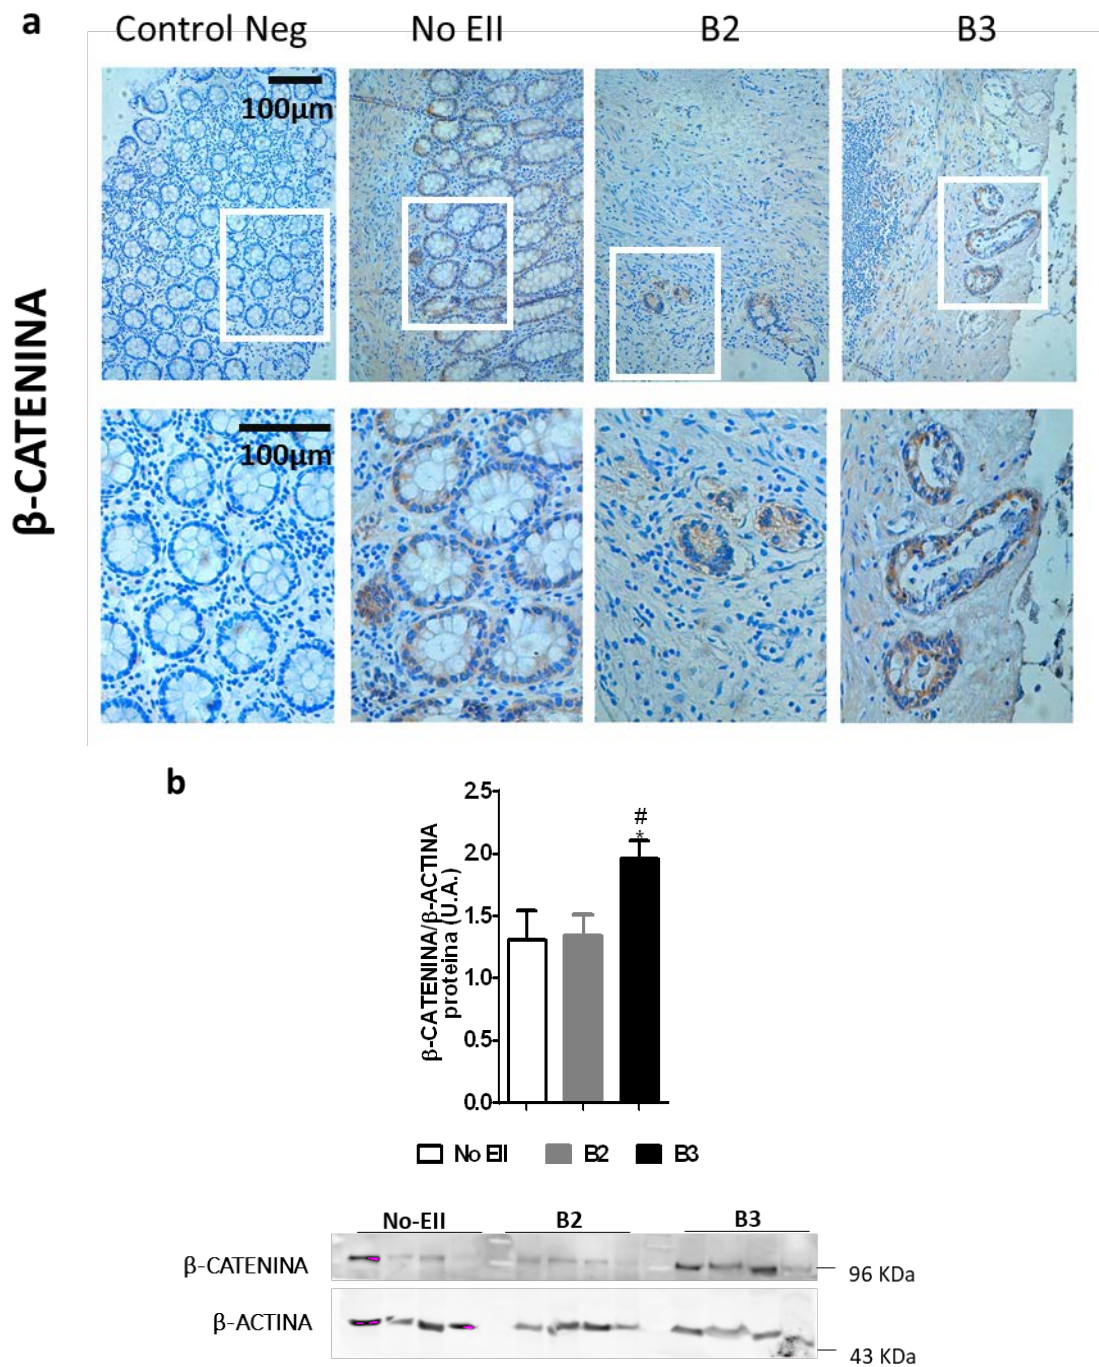 a
Control Neg No EII B2 B3
100µm
β-CATENINA
100µm
b
2.5
#
*
2.0
1.5
1.0
0.5
0.0
β-CATENINA/β-ACTINA
proteina (U.A.)
No EII B2 B3
No-EII B2 B3
β-CATENINA 96 KDa
β-ACTINA
43 KDa